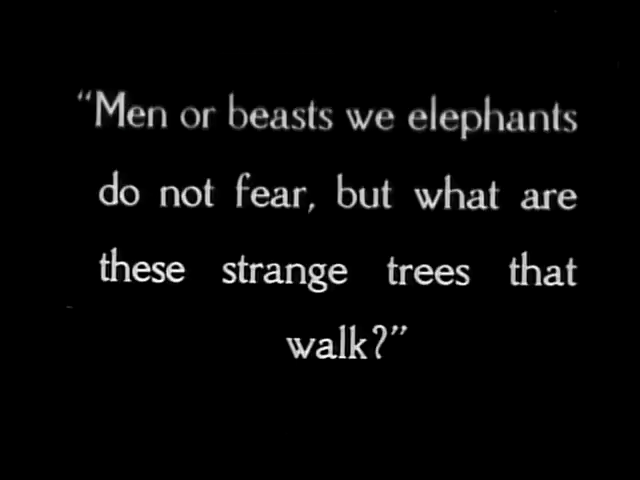 “Men or beasts we elephants
do not fear, but what are
these strange trees that
walk?”